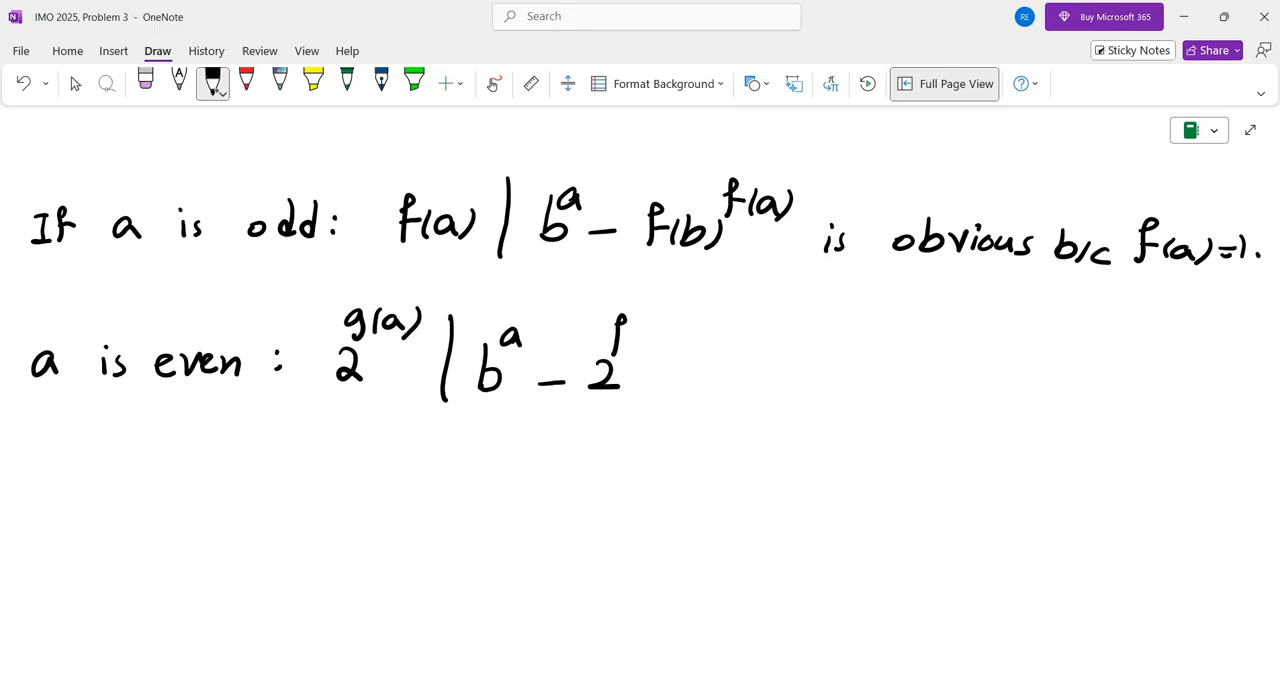 IMO 2025, Problem 3 - OneNote
Search
RE
Buy Microsoft 365
File Home Insert Draw History Review View Help
Sticky Notes
Share
Format Background
Full Page View
If a is odd: f(a) | b^a - f(b)^f(a) is obvious b/c f(a)=1.
a is even: 2^g(a) | b^a - 2